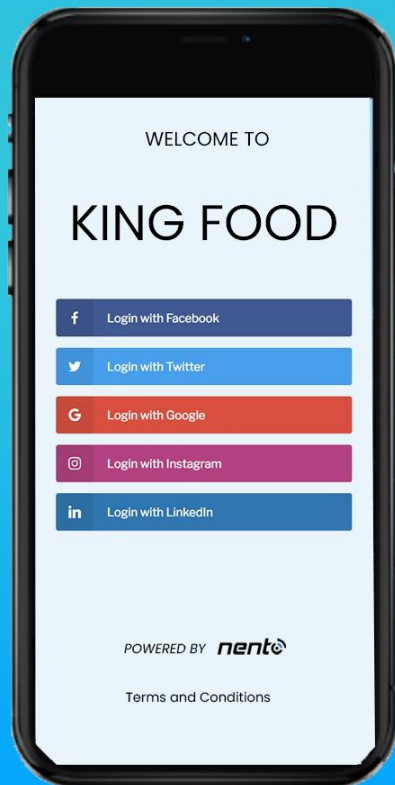 WELCOME TO
KING FOOD
Login with Facebook
Login with Twitter
Login with Google
Login with Instagram
in Login with LinkedIn
POWERED BY nento
Terms and Conditions